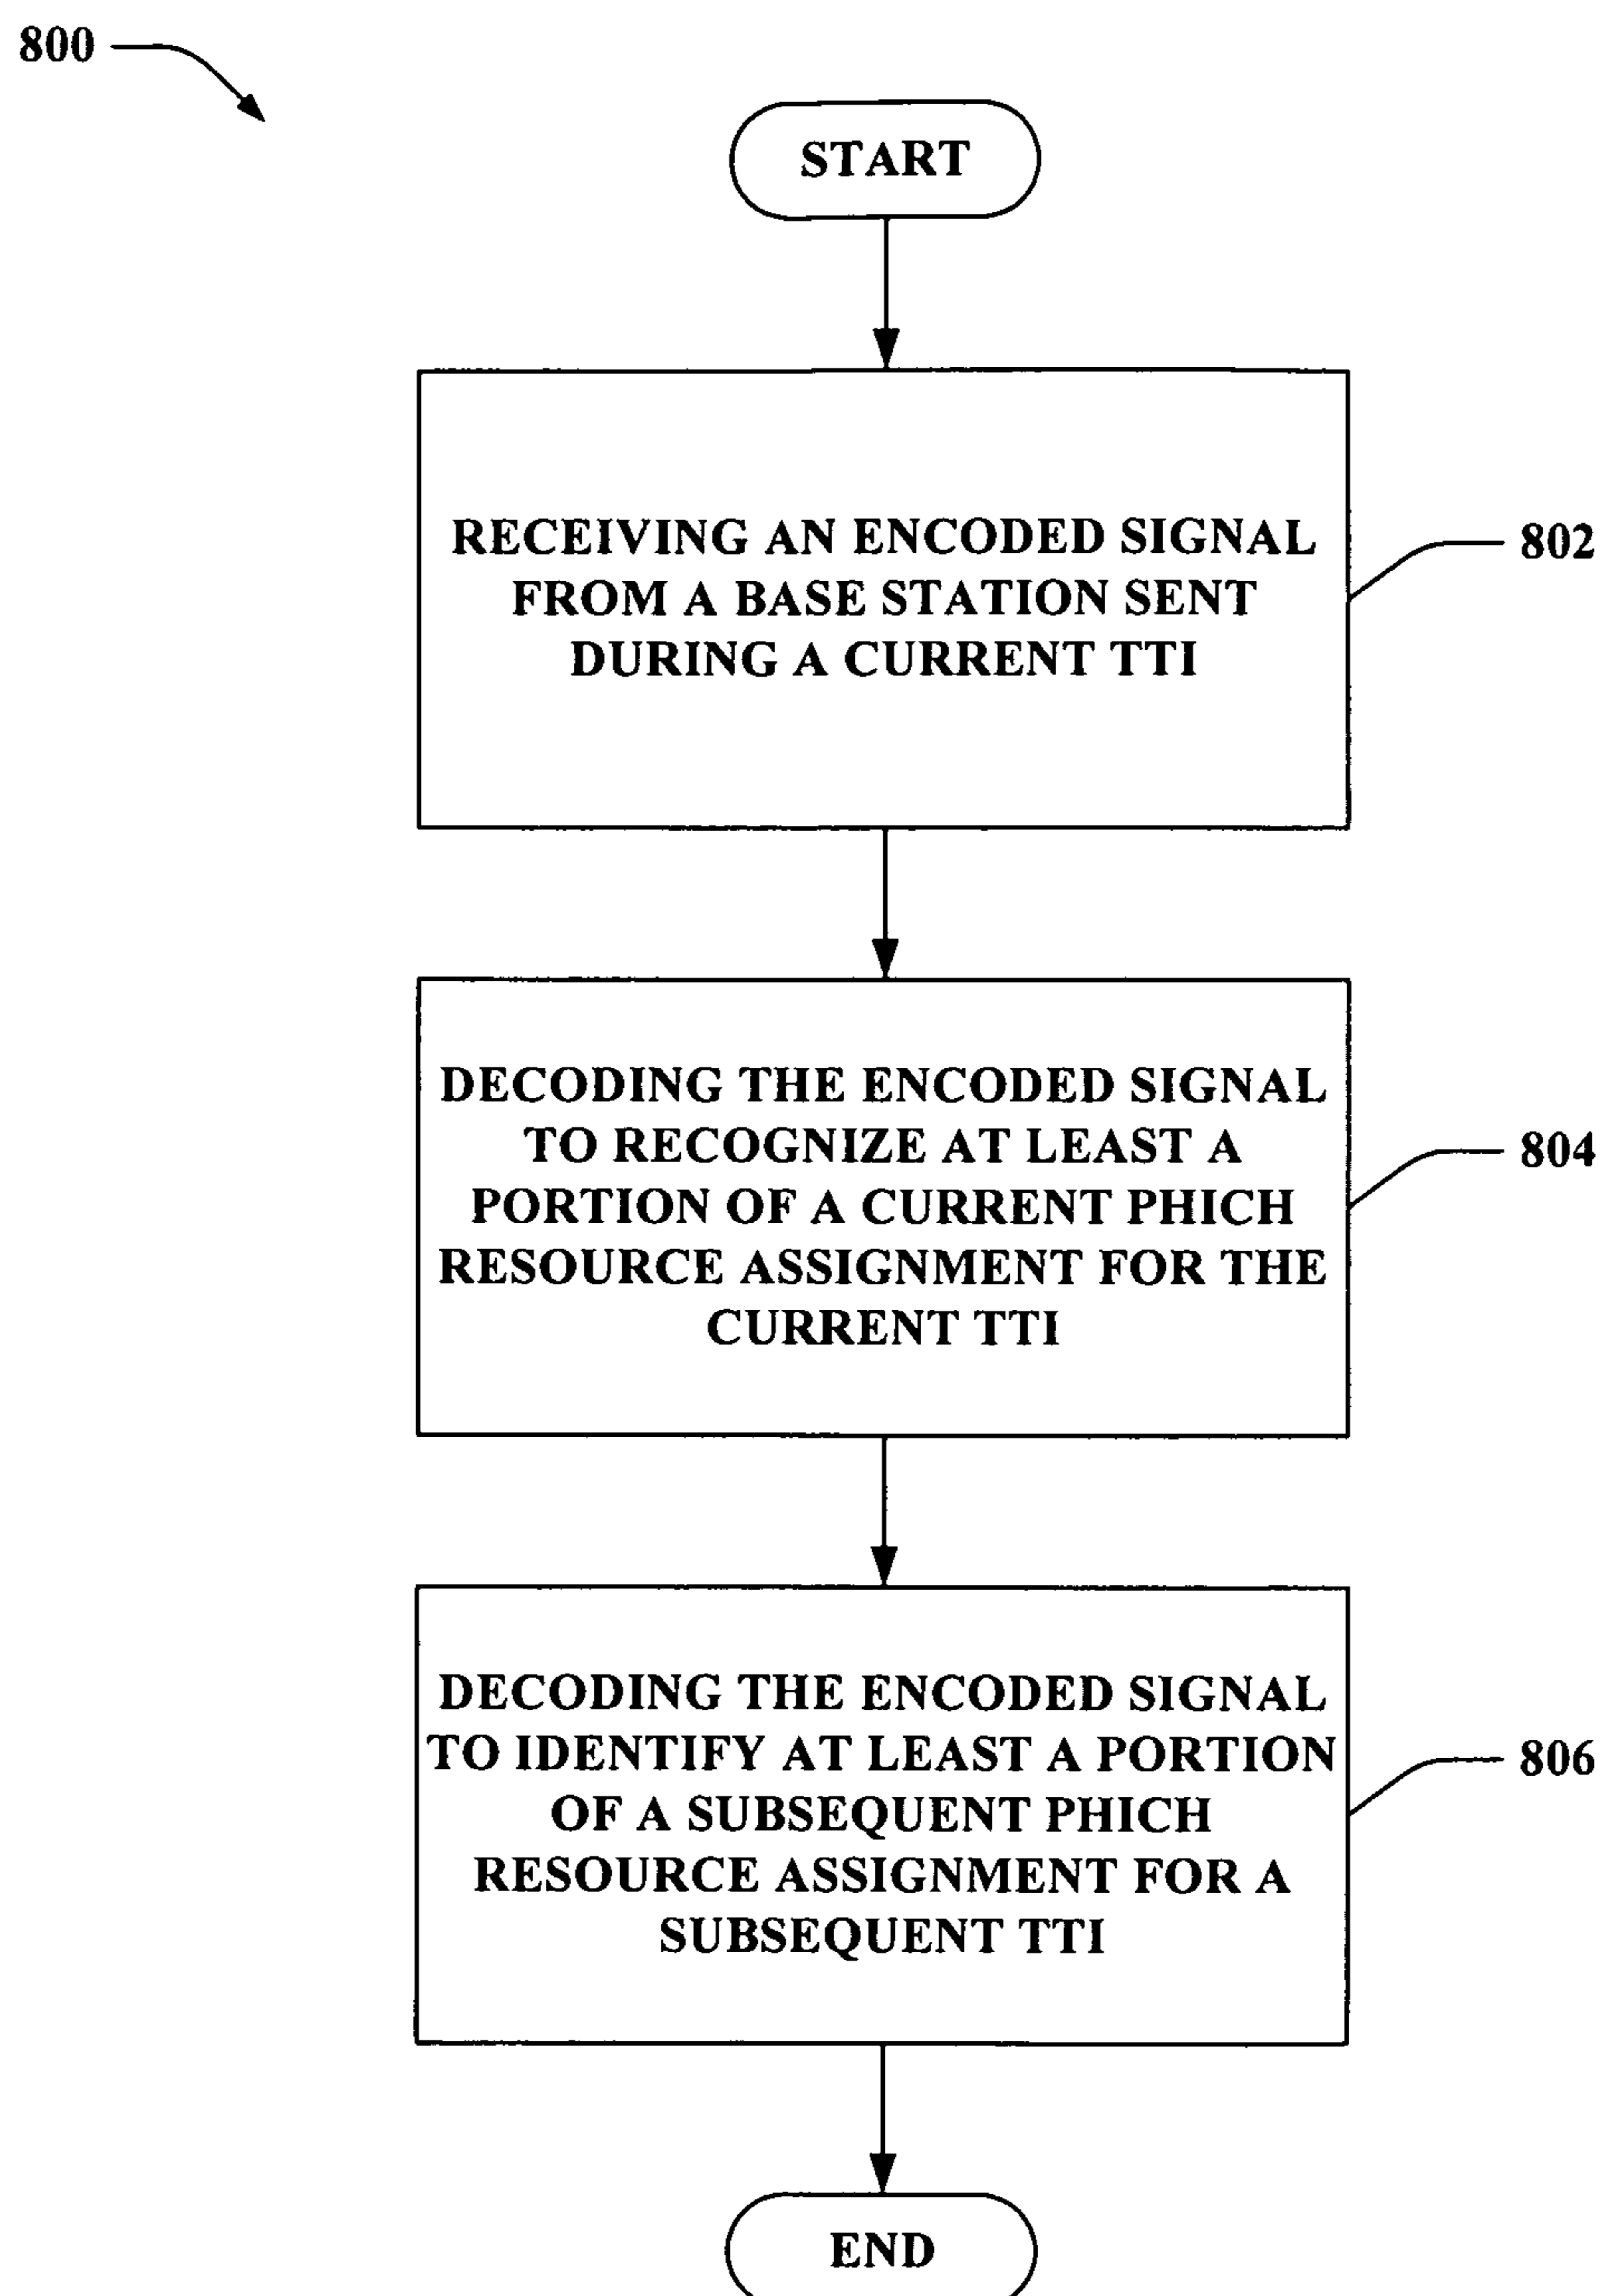 800
START
RECEIVING AN ENCODED SIGNAL
FROM A BASE STATION SENT
DURING A CURRENT TTI
802
DECODING THE ENCODED SIGNAL
TO RECOGNIZE AT LEAST A
PORTION OF A CURRENT PHICH
RESOURCE ASSIGNMENT FOR THE
CURRENT TTI
804
DECODING THE ENCODED SIGNAL
TO IDENTIFY AT LEAST A PORTION
OF A SUBSEQUENT PHICH
RESOURCE ASSIGNMENT FOR A
SUBSEQUENT TTI
806
END